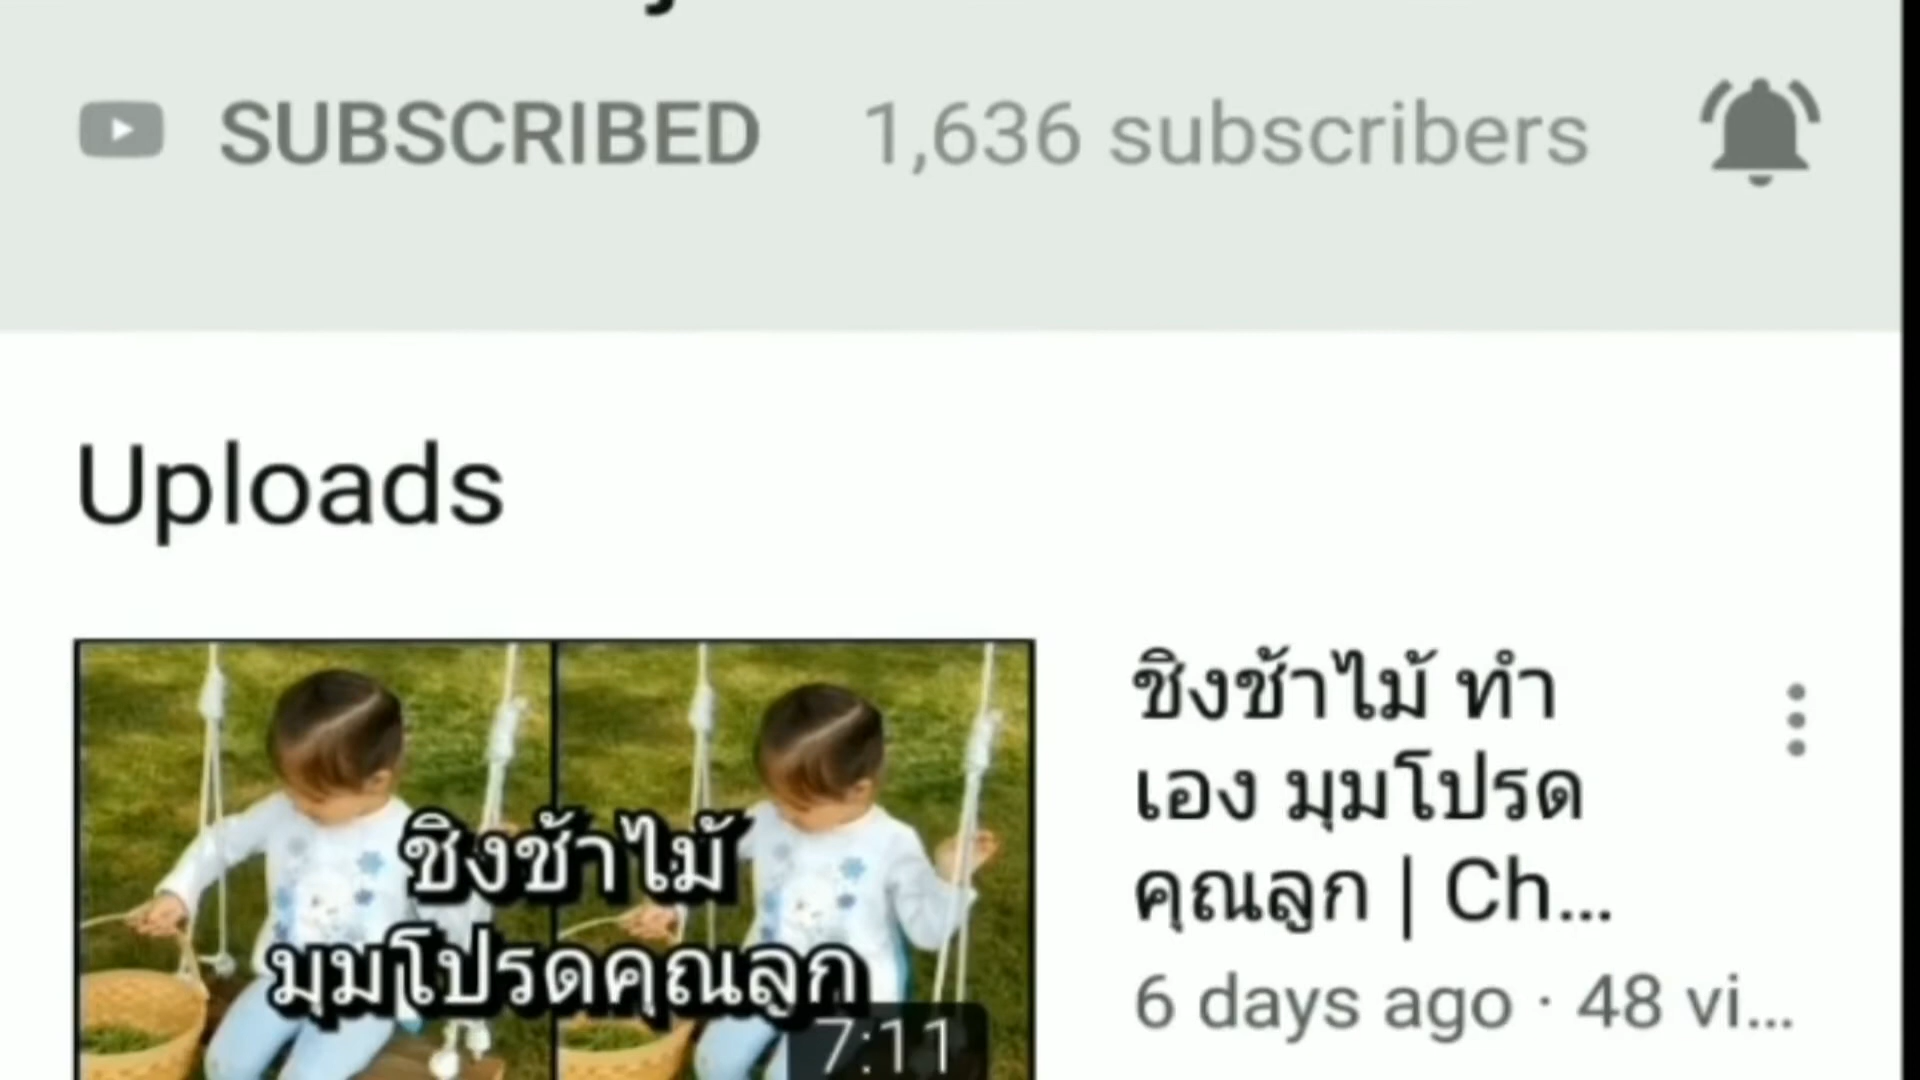 SUBSCRIBED 1,636 subscribers
Uploads
ชิงช้าไม้
มุมโปรดคุณลูก
7:11
ชิงช้าไม้ ทำ
เอง มุมโปรด
คุณลูก | Ch...
6 days ago · 48 vi...